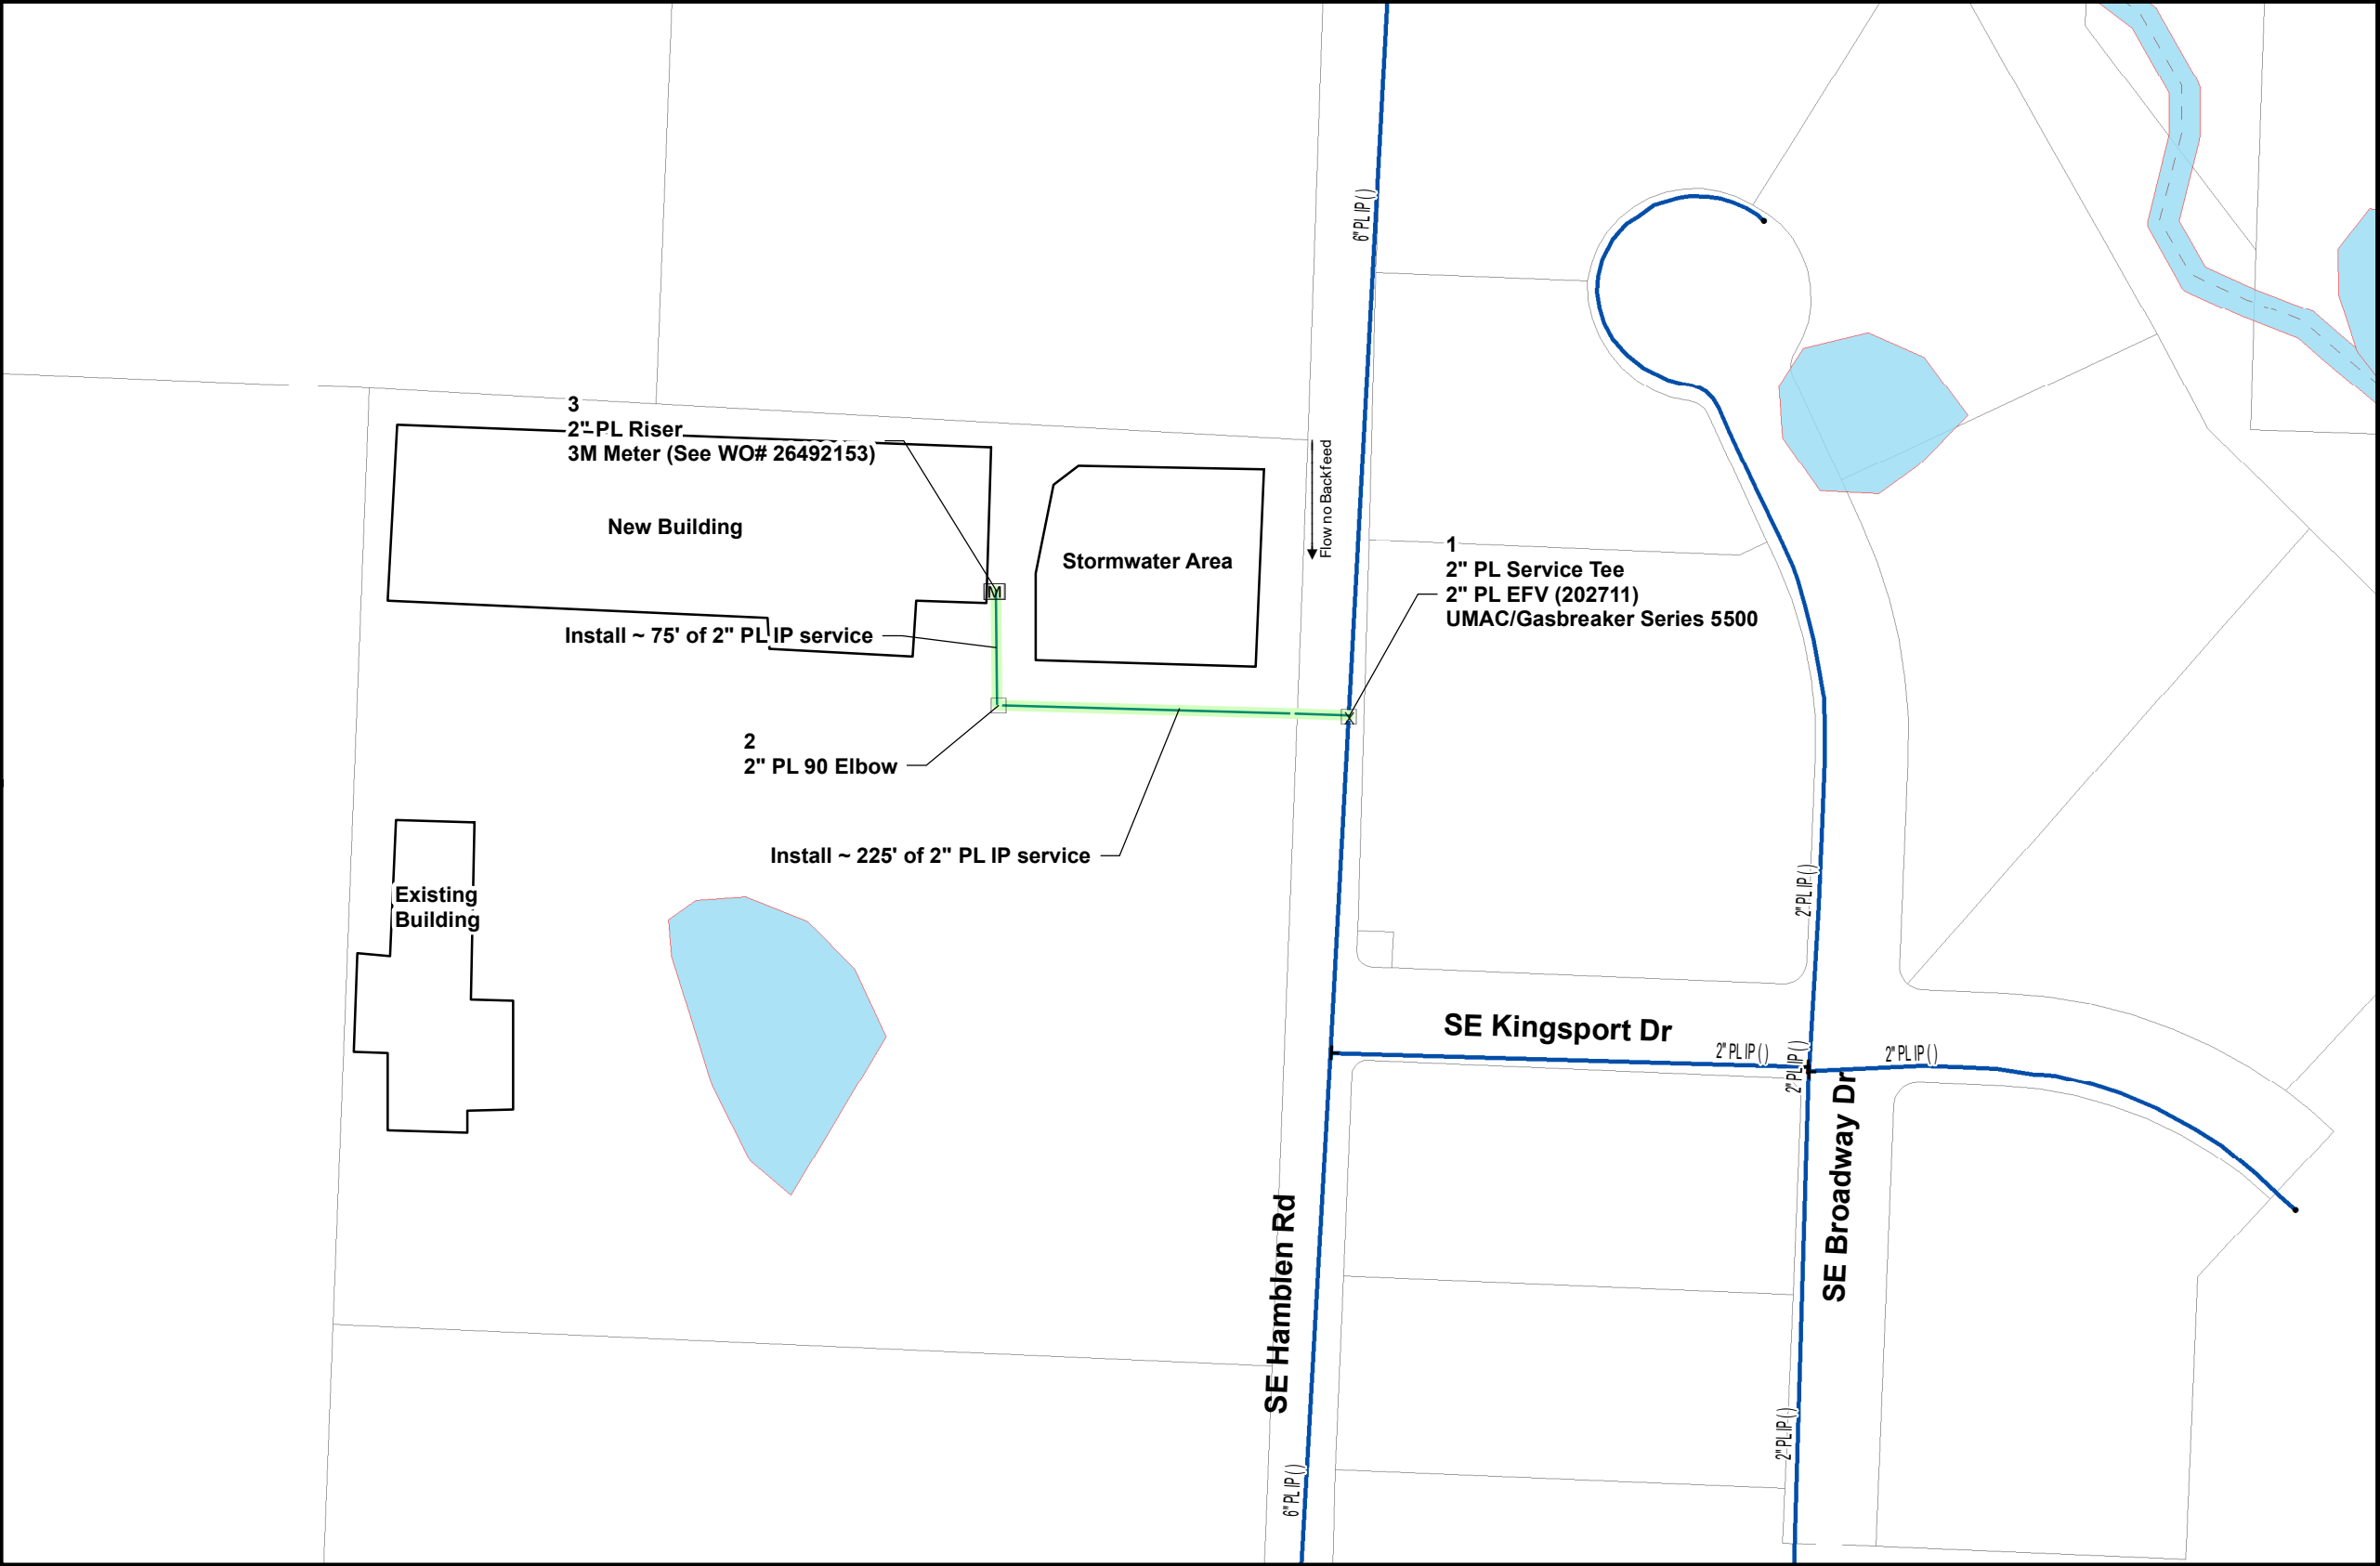 6" PL IP ( )
3
2" PL Riser
3M Meter (See WO# 26492153)
New Building
Stormwater Area
Flow no Backfeed
1
2" PL Service Tee
2" PL EFV (202711)
UMAC/Gasbreaker Series 5500
M
Install ~ 75' of 2" PL IP service
X
2
2" PL 90 Elbow
Install ~ 225' of 2" PL IP service
Existing
Building
2" PL IP ( )
SE Kingsport Dr
2" PL IP ( )
2" PL IP ( )
2" PL IP ( )
SE Broadway Dr
SE Hamblen Rd
2" PL IP ( )
6" PL IP ( )